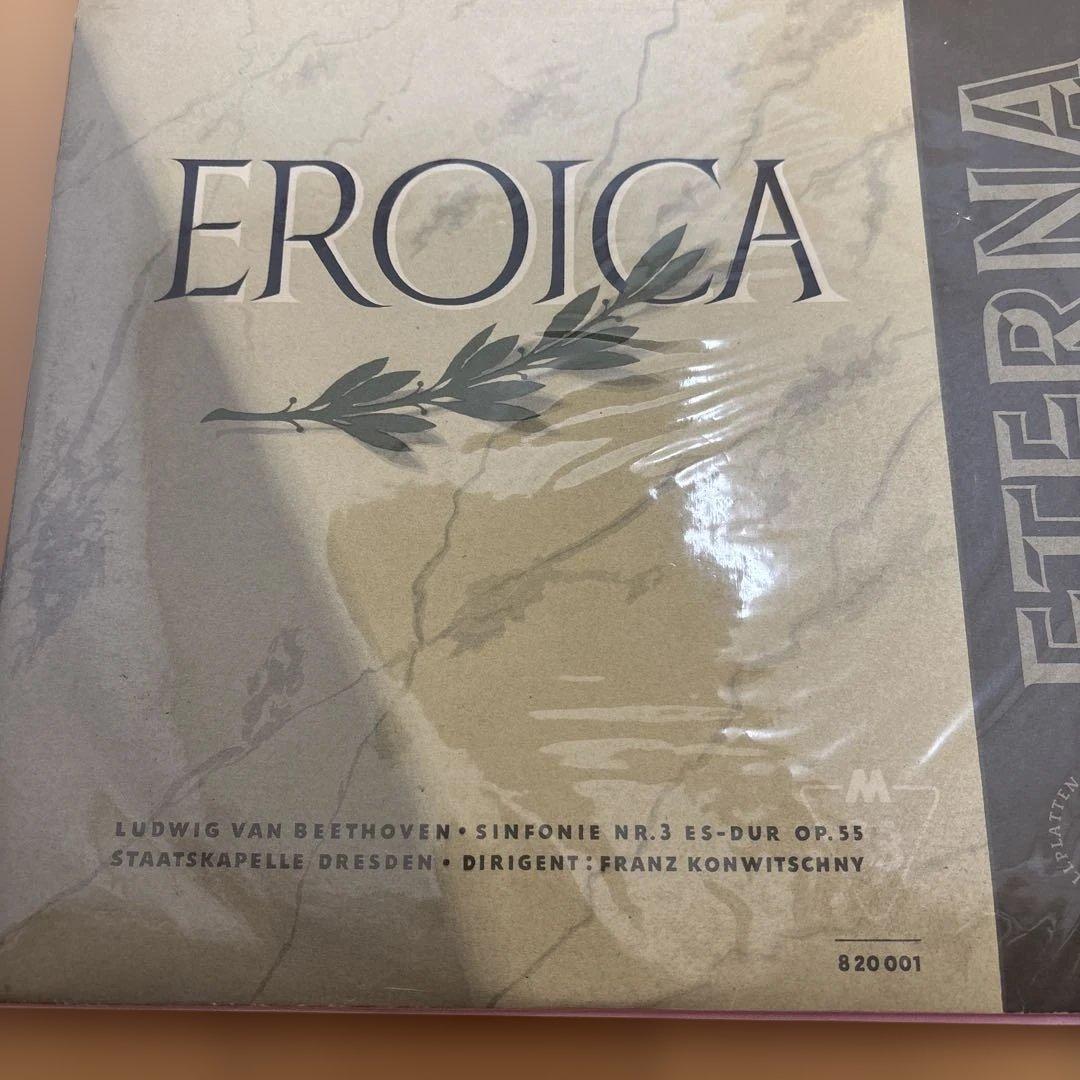 EROICA
LUDWIG VAN BEETHOVEN • SINFONIE NR. 3 ES-DUR OP. 55
STAATSKAPELLE DRESDEN • DIRIGENT: FRANZ KONWITSCHNY
M
820 001
ETERNA